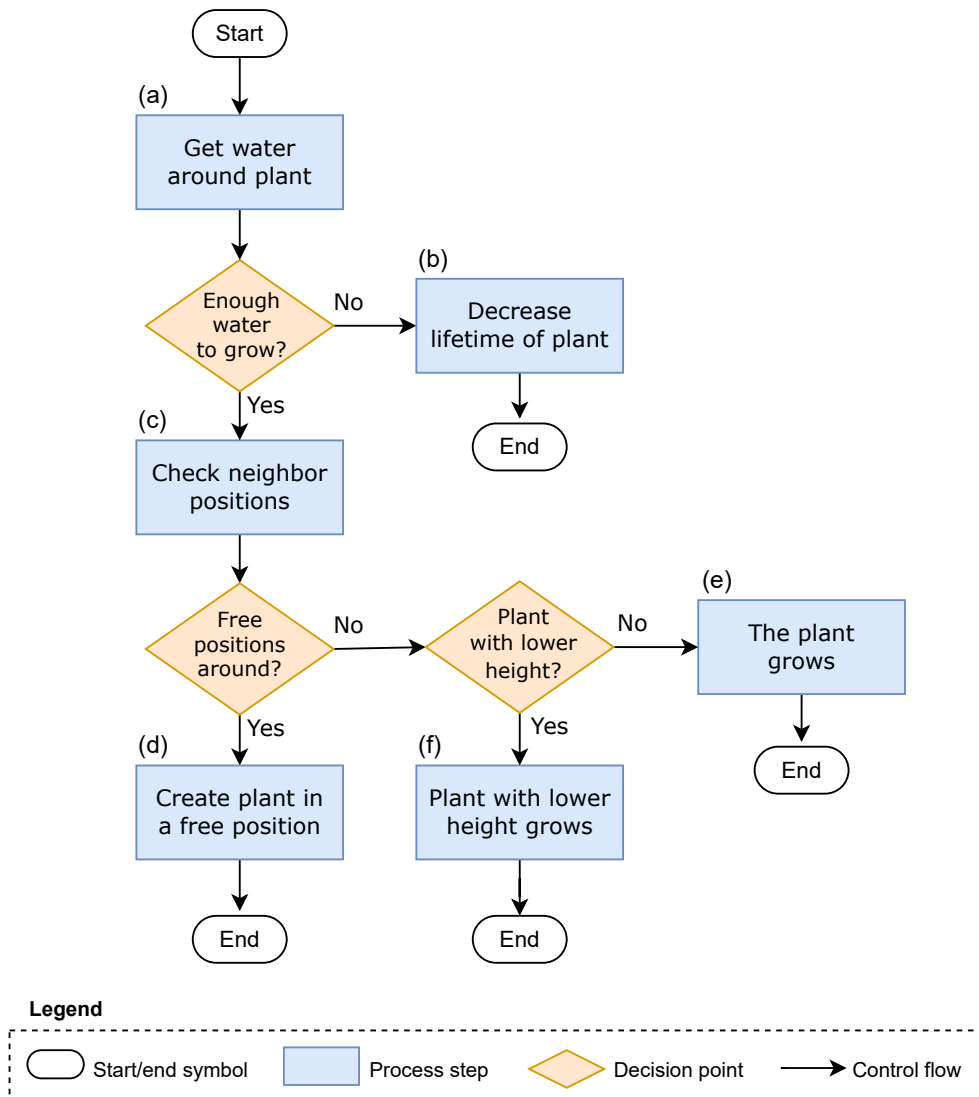 Start
(a)
Get water
around plant
Enough
water
to grow?
No
(b)
Decrease
lifetime of plant
End
Yes
(c)
Check neighbor
positions
Free
positions
around?
No
Plant
with lower
height?
No
(e)
The plant
grows
End
Yes
(d)
Create plant in
a free position
End
Yes
(f)
Plant with lower
height grows
End
Legend
Start/end symbol
Process step
Decision point
Control flow